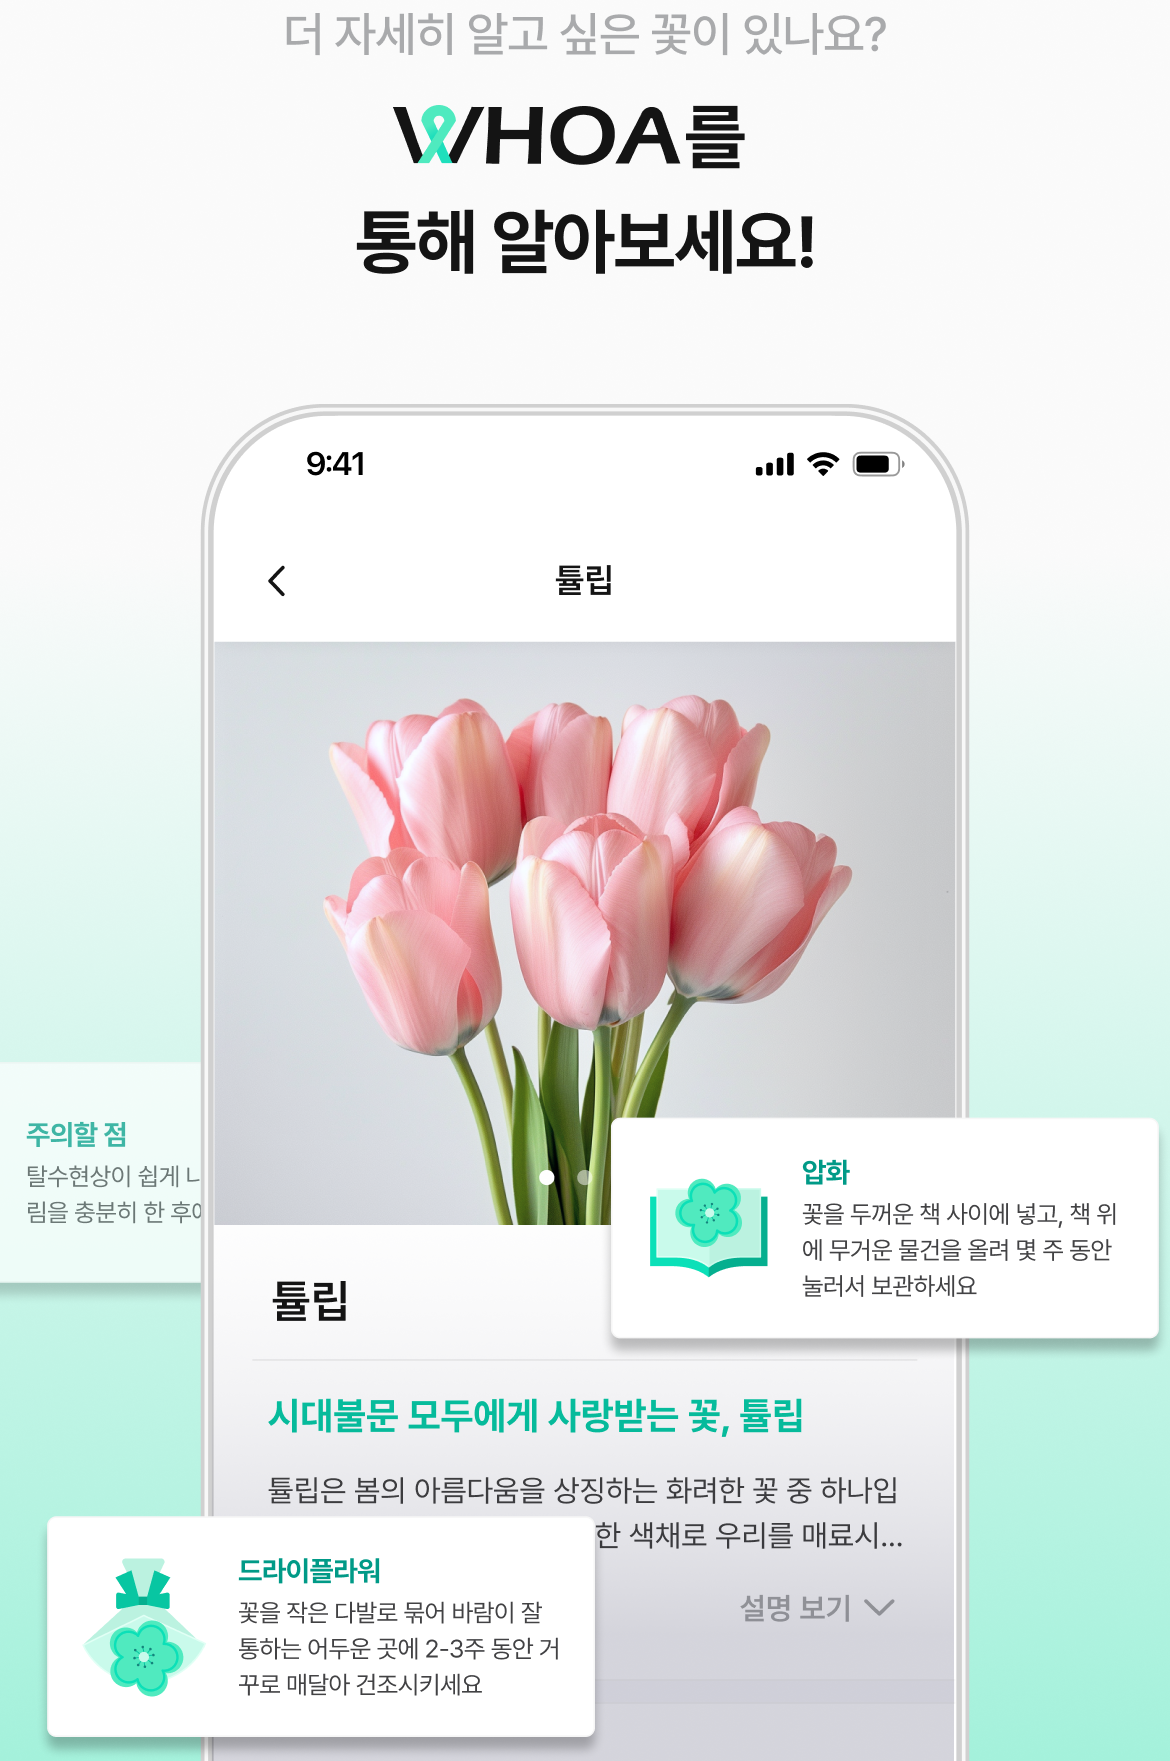 더 자세히 알고 싶은 꽃이 있나요?
WHOA를
통해 알아보세요!
9:41
튤립
주의할 점
탈수현상이 쉽게 나
림을 충분히 한 후에
압화
꽃을 두꺼운 책 사이에 넣고, 책 위
에 무거운 물건을 올려 몇 주 동안
눌러서 보관하세요
튤립
시대불문 모두에게 사랑받는 꽃, 튤립
튤립은 봄의 아름다움을 상징하는 화려한 꽃 중 하나입
한 색채로 우리를 매료시...
드라이플라워
꽃을 작은 다발로 묶어 바람이 잘
통하는 어두운 곳에 2-3주 동안 거
꾸로 매달아 건조시키세요
설명 보기